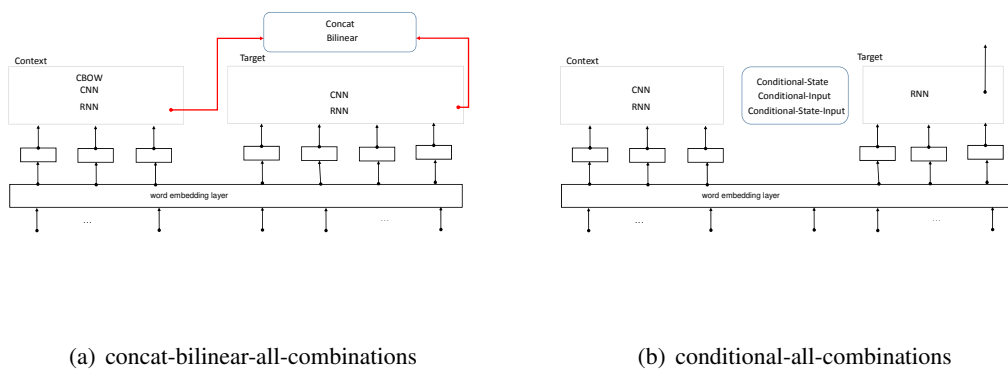 Concat
Bilinear
Context
Target
CBOW
CNN
RNN
CNN
RNN
word embedding layer
...
...
(a) concat-bilinear-all-combinations
Context
Target
CNN
RNN
Conditional-State
Conditional-Input
Conditional-State-Input
RNN
word embedding layer
...
...
(b) conditional-all-combinations